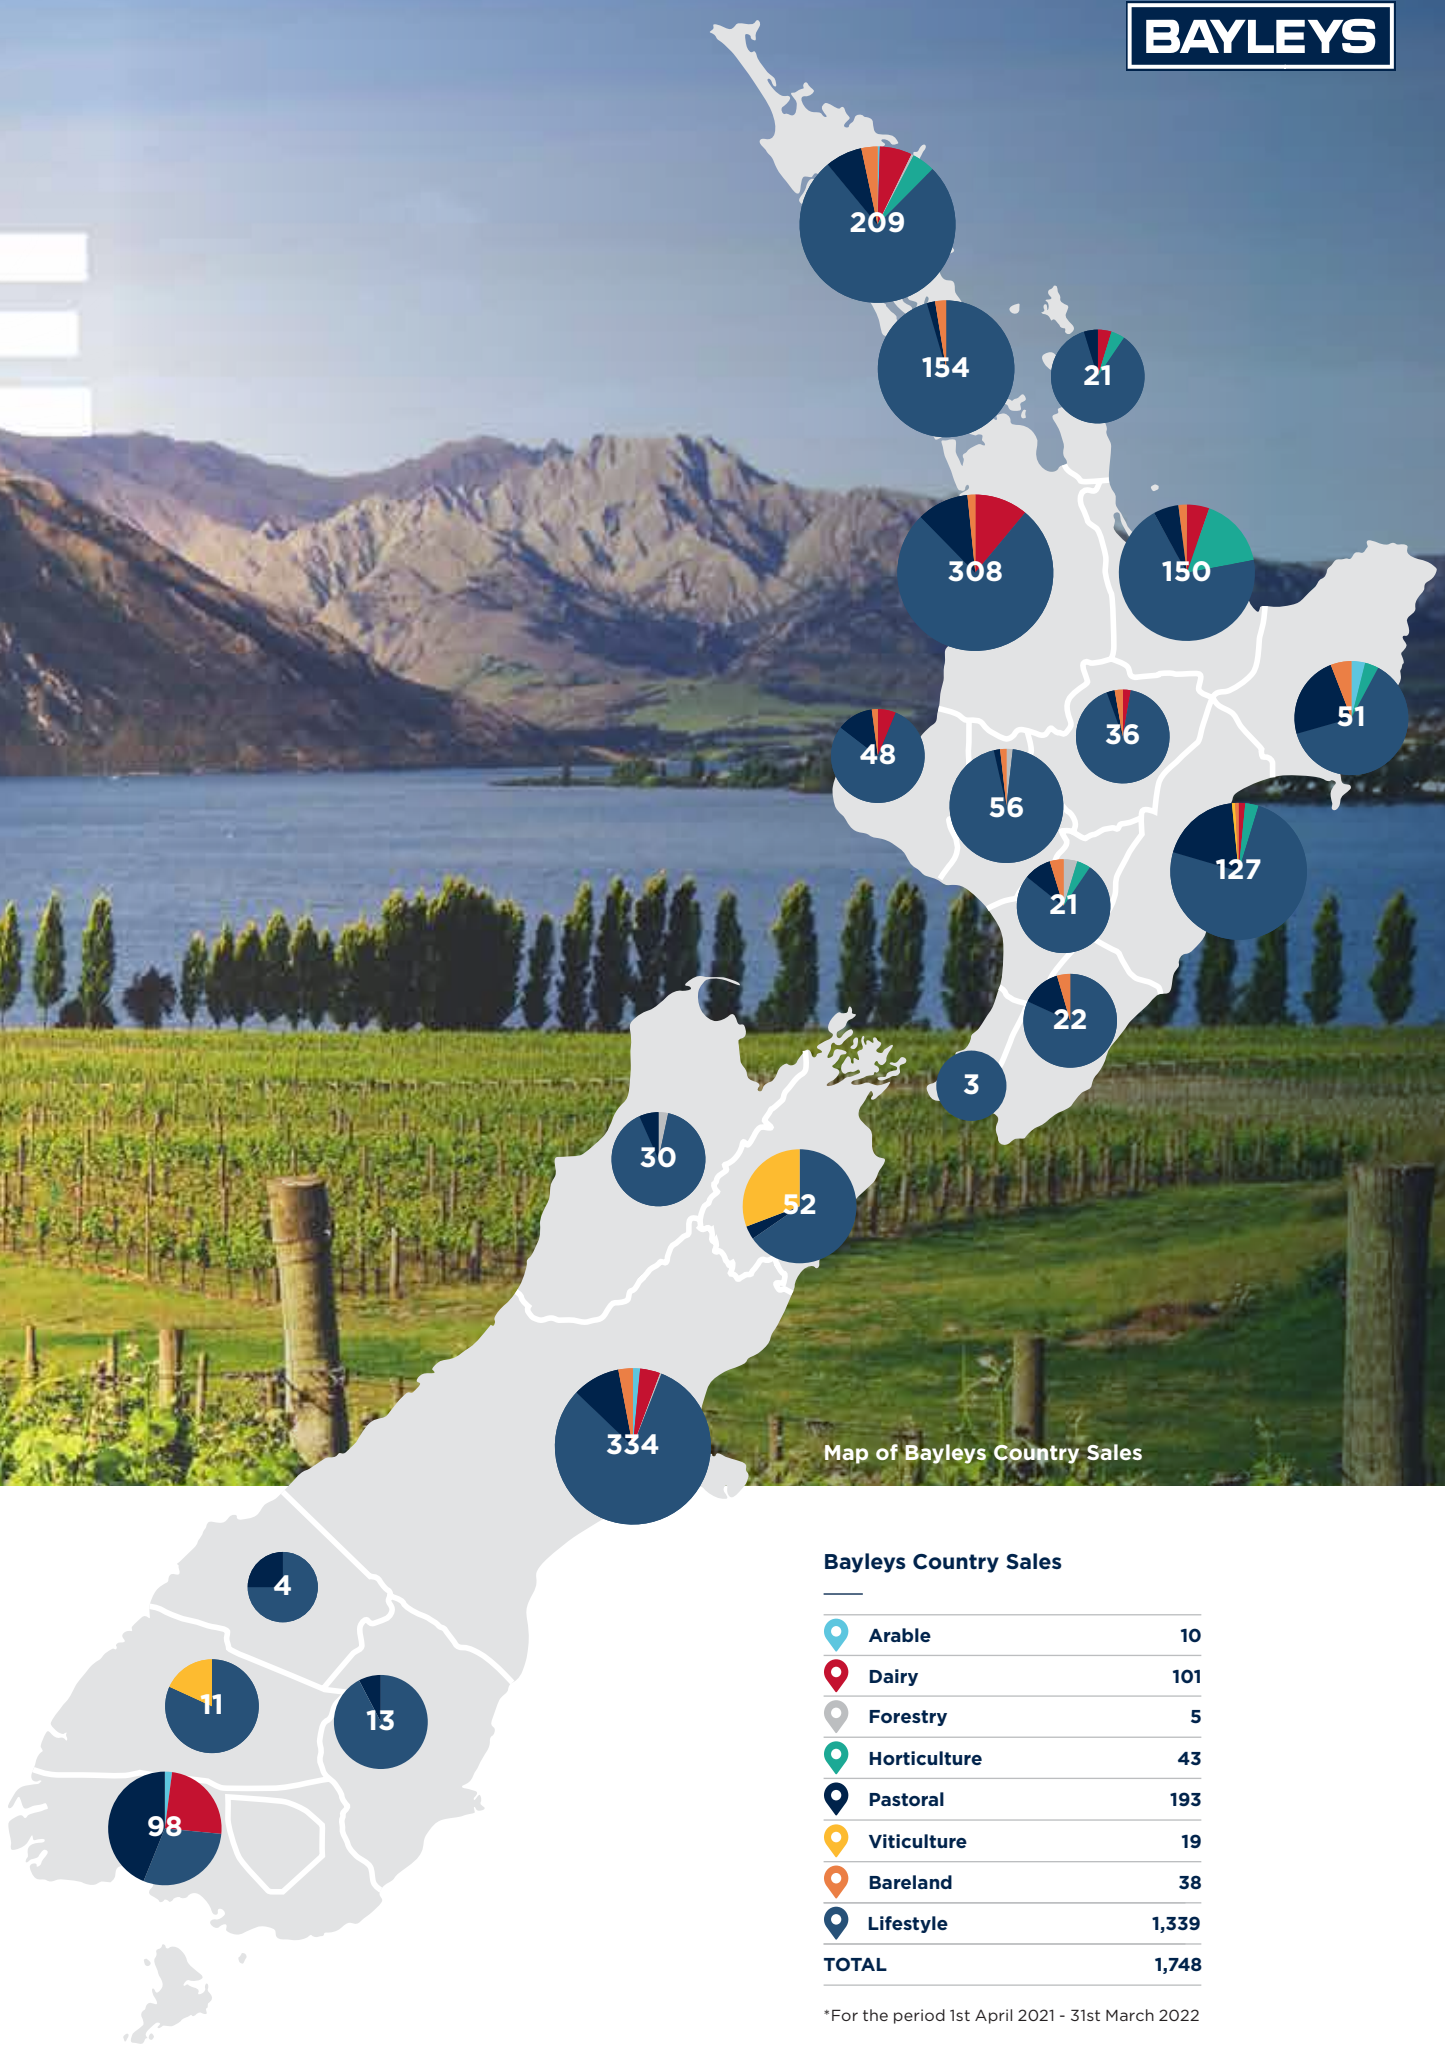 BAYLEYS
209
154
21
308
150
51
36
48
56
127
21
22
3
30
52
334
Map of Bayleys Country Sales
4
11
13
98
Bayleys Country Sales
Arable 10
Dairy 101
Forestry 5
Horticulture 43
Pastoral 193
Viticulture 19
Bareland 38
Lifestyle 1,339
TOTAL 1,748
*For the period 1st April 2021 - 31st March 2022